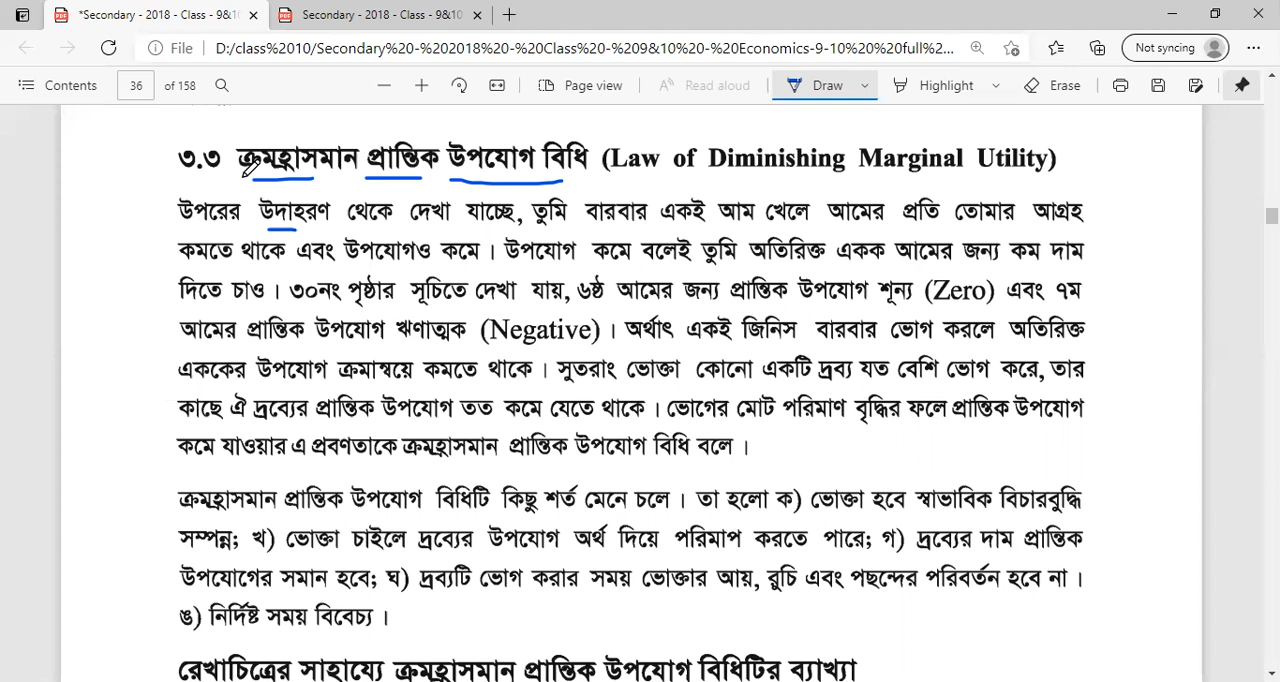 *Secondary - 2018 - Class - 9&10
Secondary - 2018 - Class - 9&10
File
D:/class%2010/Secondary%20-%202018%20-%20Class%20-%209&10%20-%20Economics-9-10%20%20full%2...
Not syncing
Contents
36 of 158
Page view
Read aloud
Draw
Highlight
Erase
৩.৩ ক্রমহ্রাসমান প্রান্তিক উপযোগ বিধি (Law of Diminishing Marginal Utility)
উপরের উদাহরণ থেকে দেখা যাচ্ছে, তুমি বারবার একই আম খেলে আমের প্রতি তোমার আগ্রহ
কমতে থাকে এবং উপযোগও কমে। উপযোগ কমে বলেই তুমি অতিরিক্ত একক আমের জন্য কম দাম
দিতে চাও। ৩০নং পৃষ্ঠার সূচিতে দেখা যায়, ৬ষ্ঠ আমের জন্য প্রান্তিক উপযোগ শূন্য (Zero) এবং ৭ম
আমের প্রান্তিক উপযোগ ঋণাত্মক (Negative)। অর্থাৎ একই জিনিস বারবার ভোগ করলে অতিরিক্ত
এককের উপযোগ ক্রমান্বয়ে কমতে থাকে। সুতরাং ভোক্তা কোনো একটি দ্রব্য যত বেশি ভোগ করে, তার
কাছে ঐ দ্রব্যের প্রান্তিক উপযোগ তত কমে যেতে থাকে। ভোগের মোট পরিমাণ বৃদ্ধির ফলে প্রান্তিক উপযোগ
কমে যাওয়ার এ প্রবণতাকে ক্রমহ্রাসমান প্রান্তিক উপযোগ বিধি বলে।
ক্রমহ্রাসমান প্রান্তিক উপযোগ বিধিটি কিছু শর্ত মেনে চলে। তা হলো ক) ভোক্তা হবে স্বাভাবিক বিচারবুদ্ধি
সম্পন্ন; খ) ভোক্তা চাইলে দ্রব্যের উপযোগ অর্থ দিয়ে পরিমাপ করতে পারে; গ) দ্রব্যের দাম প্রান্তিক
উপযোগের সমান হবে; ঘ) দ্রব্যটি ভোগ করার সময় ভোক্তার আয়, রুচি এবং পছন্দের পরিবর্তন হবে না।
ঙ) নির্দিষ্ট সময় বিবেচ্য।
রেখাচিত্রের সাহায্যে ক্রমহ্রাসমান প্রান্তিক উপযোগ বিধিটির ব্যাখ্যা